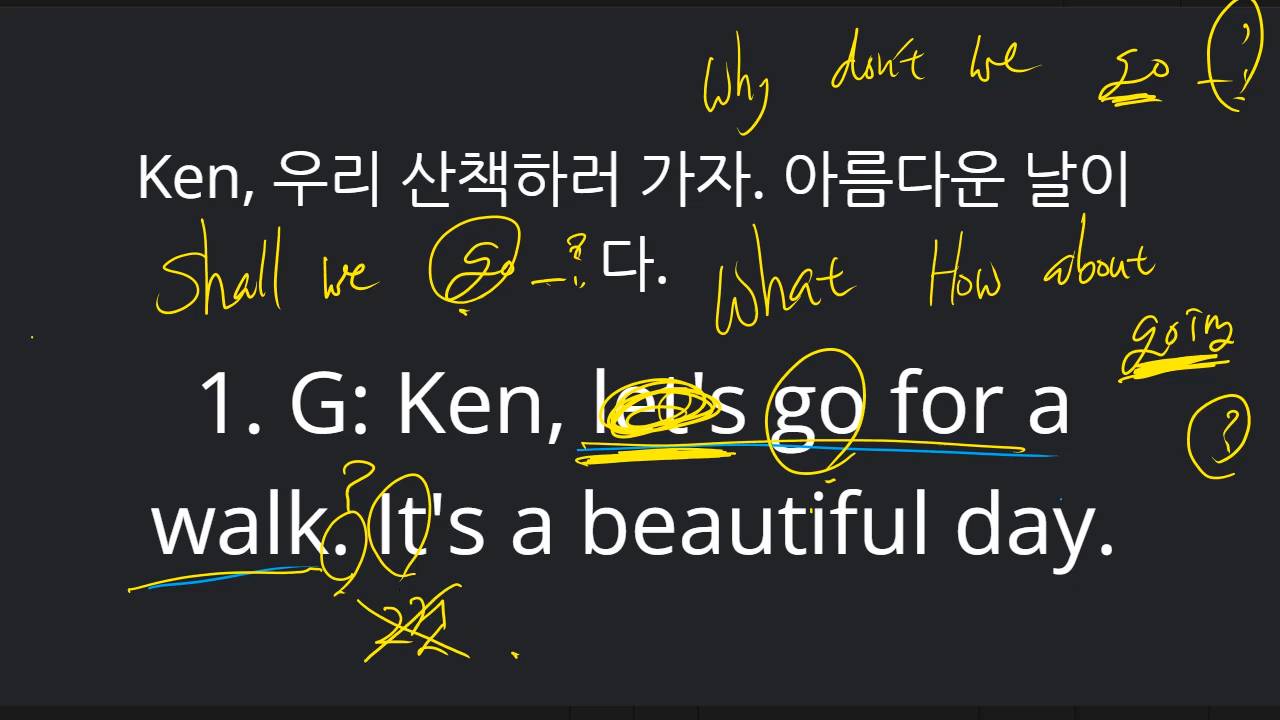 Why don't we go _?
Ken, 우리 산책하러 가자. 아름다운 날이
다.
Shall we go _?
What How about
going
?
1. G: Ken, let's go for a
walk. It's a beautiful day.
?